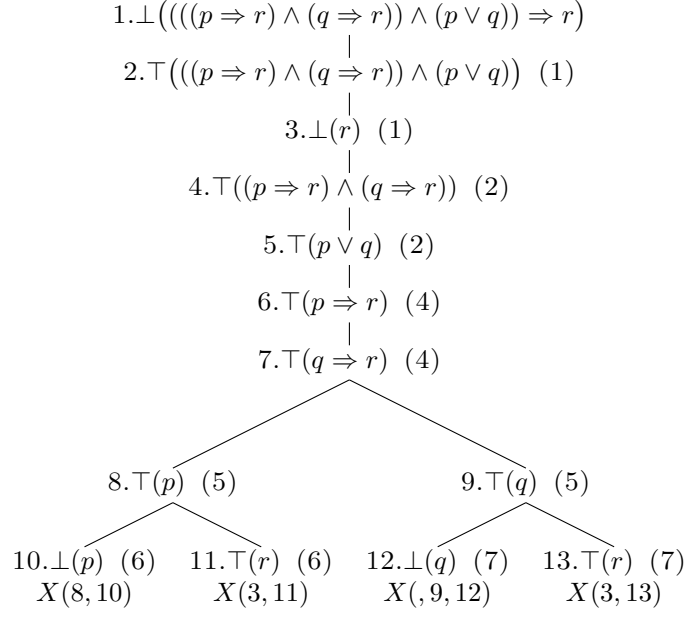 1.⊥((((p ⇒ r) ∧ (q ⇒ r)) ∧ (p ∨ q)) ⇒ r)
2.⊤(((p ⇒ r) ∧ (q ⇒ r)) ∧ (p ∨ q)) (1)
3.⊥(r) (1)
4.⊤((p ⇒ r) ∧ (q ⇒ r)) (2)
5.⊤(p ∨ q) (2)
6.⊤(p ⇒ r) (4)
7.⊤(q ⇒ r) (4)
8.⊤(p) (5) 9.⊤(q) (5)
10.⊥(p) (6) 11.⊤(r) (6) 12.⊥(q) (7) 13.⊤(r) (7)
X(8, 10) X(3, 11) X(, 9, 12) X(3, 13)